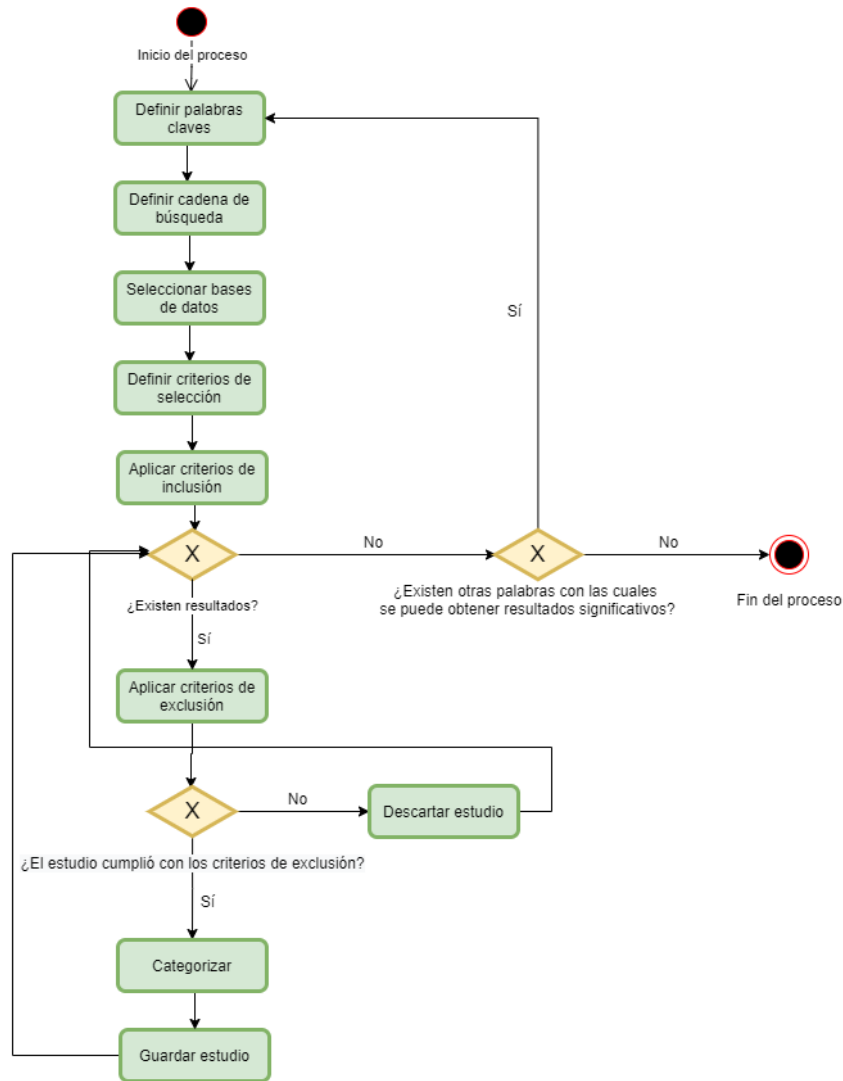 Inicio del proceso
Definir palabras
claves
Definir cadena de
búsqueda
Seleccionar bases
de datos
Sí
Definir criterios de
selección
Aplicar criterios de
inclusión
X
No
X
No
¿Existen resultados?
¿Existen otras palabras con las cuales
se puede obtener resultados significativos?
Fin del proceso
Sí
Aplicar criterios de
exclusión
X
No
Descartar estudio
¿El estudio cumplió con los criterios de exclusión?
Sí
Categorizar
Guardar estudio